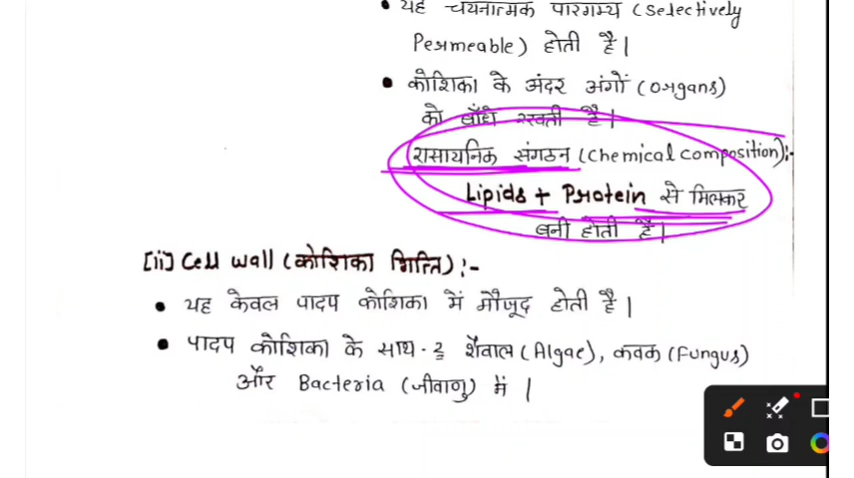 • यह चयनात्मक पारगम्य (Selectively
Permeable) होती है|
• कोशिका के अंदर अंगों (Organs)
को बाँधे रखती है|
रासायनिक संगठन (Chemical composition):-
Lipids + Protein से मिलकर
बनी होती है|
[ii] Cell wall (कोशिका भित्ति):-
• यह केवल पादप कोशिका में मौजूद होती है|
• पादप कोशिका के साथ-2 शैवाल (Algae), कवक (Fungus)
और Bacteria (जीवाणु) में |